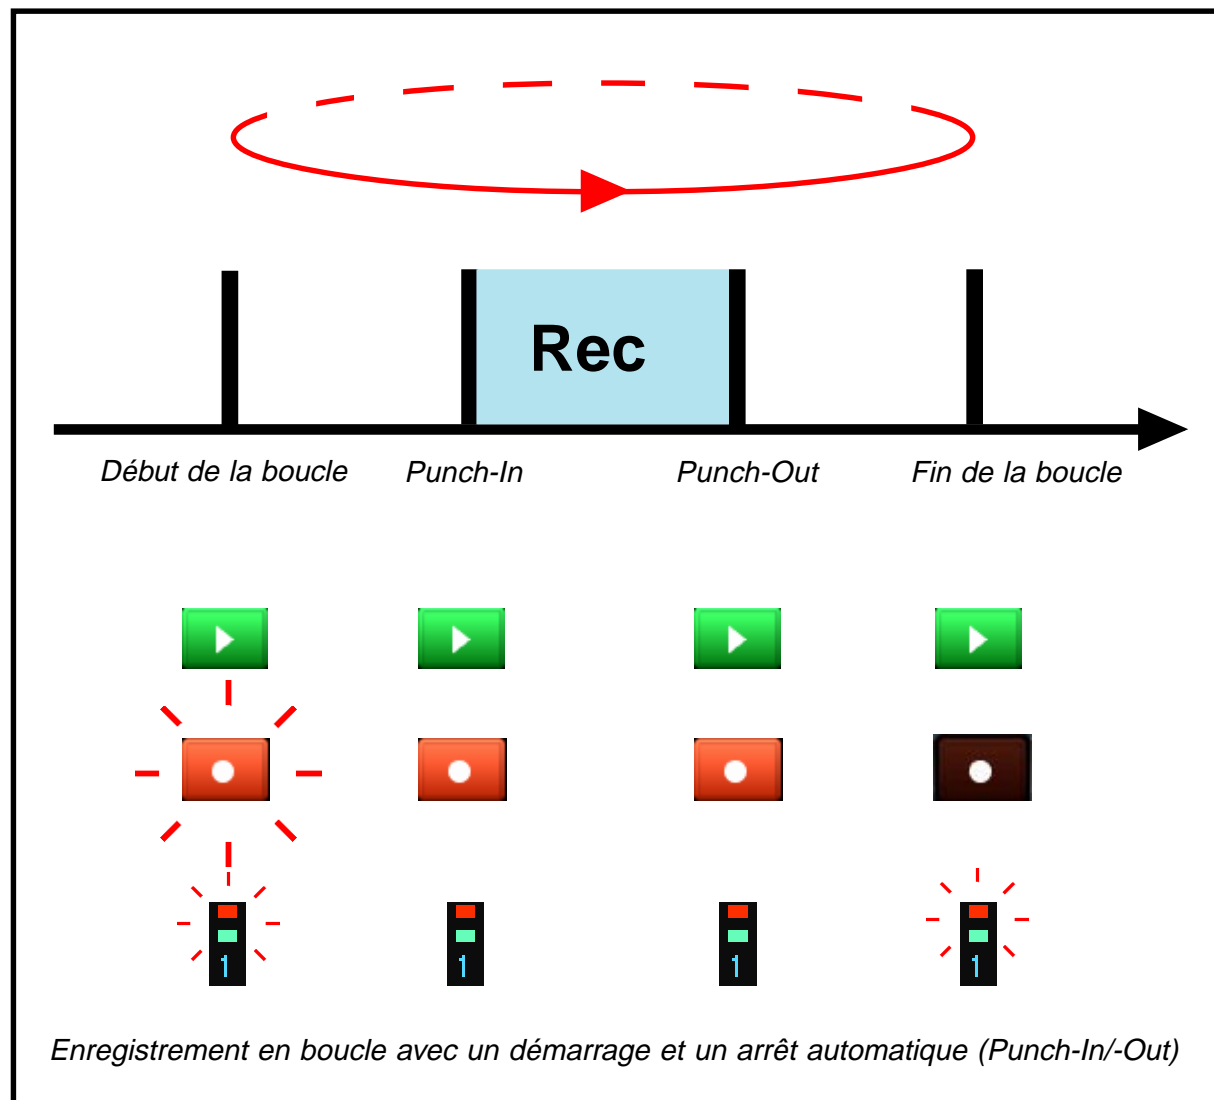 Rec
Début de la boucle Punch-In Punch-Out Fin de la boucle
1 1 1 1
Enregistrement en boucle avec un démarrage et un arrêt automatique (Punch-In/-Out)